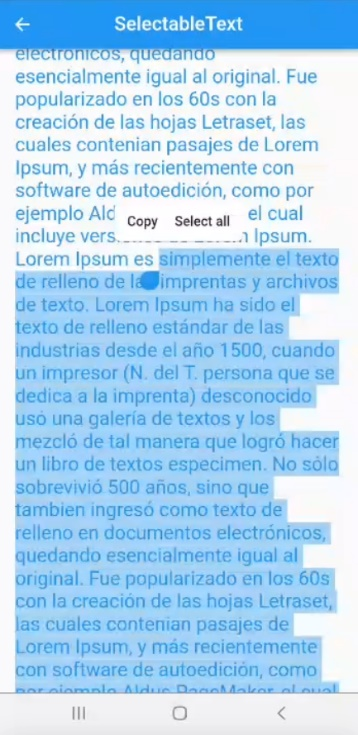 SelectableText
electrónicos, quedando
esencialmente igual al original. Fue
popularizado en los 60s con la
creación de las hojas Letraset, las
cuales contenian pasajes de Lorem
Ipsum, y más recientemente con
software de autoedición, como por
ejemplo Ald el cual
Copy Select all
incluye versi Ipsum.
Lorem Ipsum es simplemente el texto
de relleno de las imprentas y archivos
de texto. Lorem Ipsum ha sido el
texto de relleno estándar de las
industrias desde el año 1500, cuando
un impresor (N. del T. persona que se
dedica a la imprenta) desconocido
usó una galería de textos y los
mezcló de tal manera que logró hacer
un libro de textos especimen. No sólo
sobrevivió 500 años, sino que
tambien ingresó como texto de
relleno en documentos electrónicos,
quedando esencialmente igual al
original. Fue popularizado en los 60s
con la creación de las hojas Letraset,
las cuales contenian pasajes de
Lorem Ipsum, y más recientemente
con software de autoedición, como
por ejemplo Aldus PageMaker, el cual